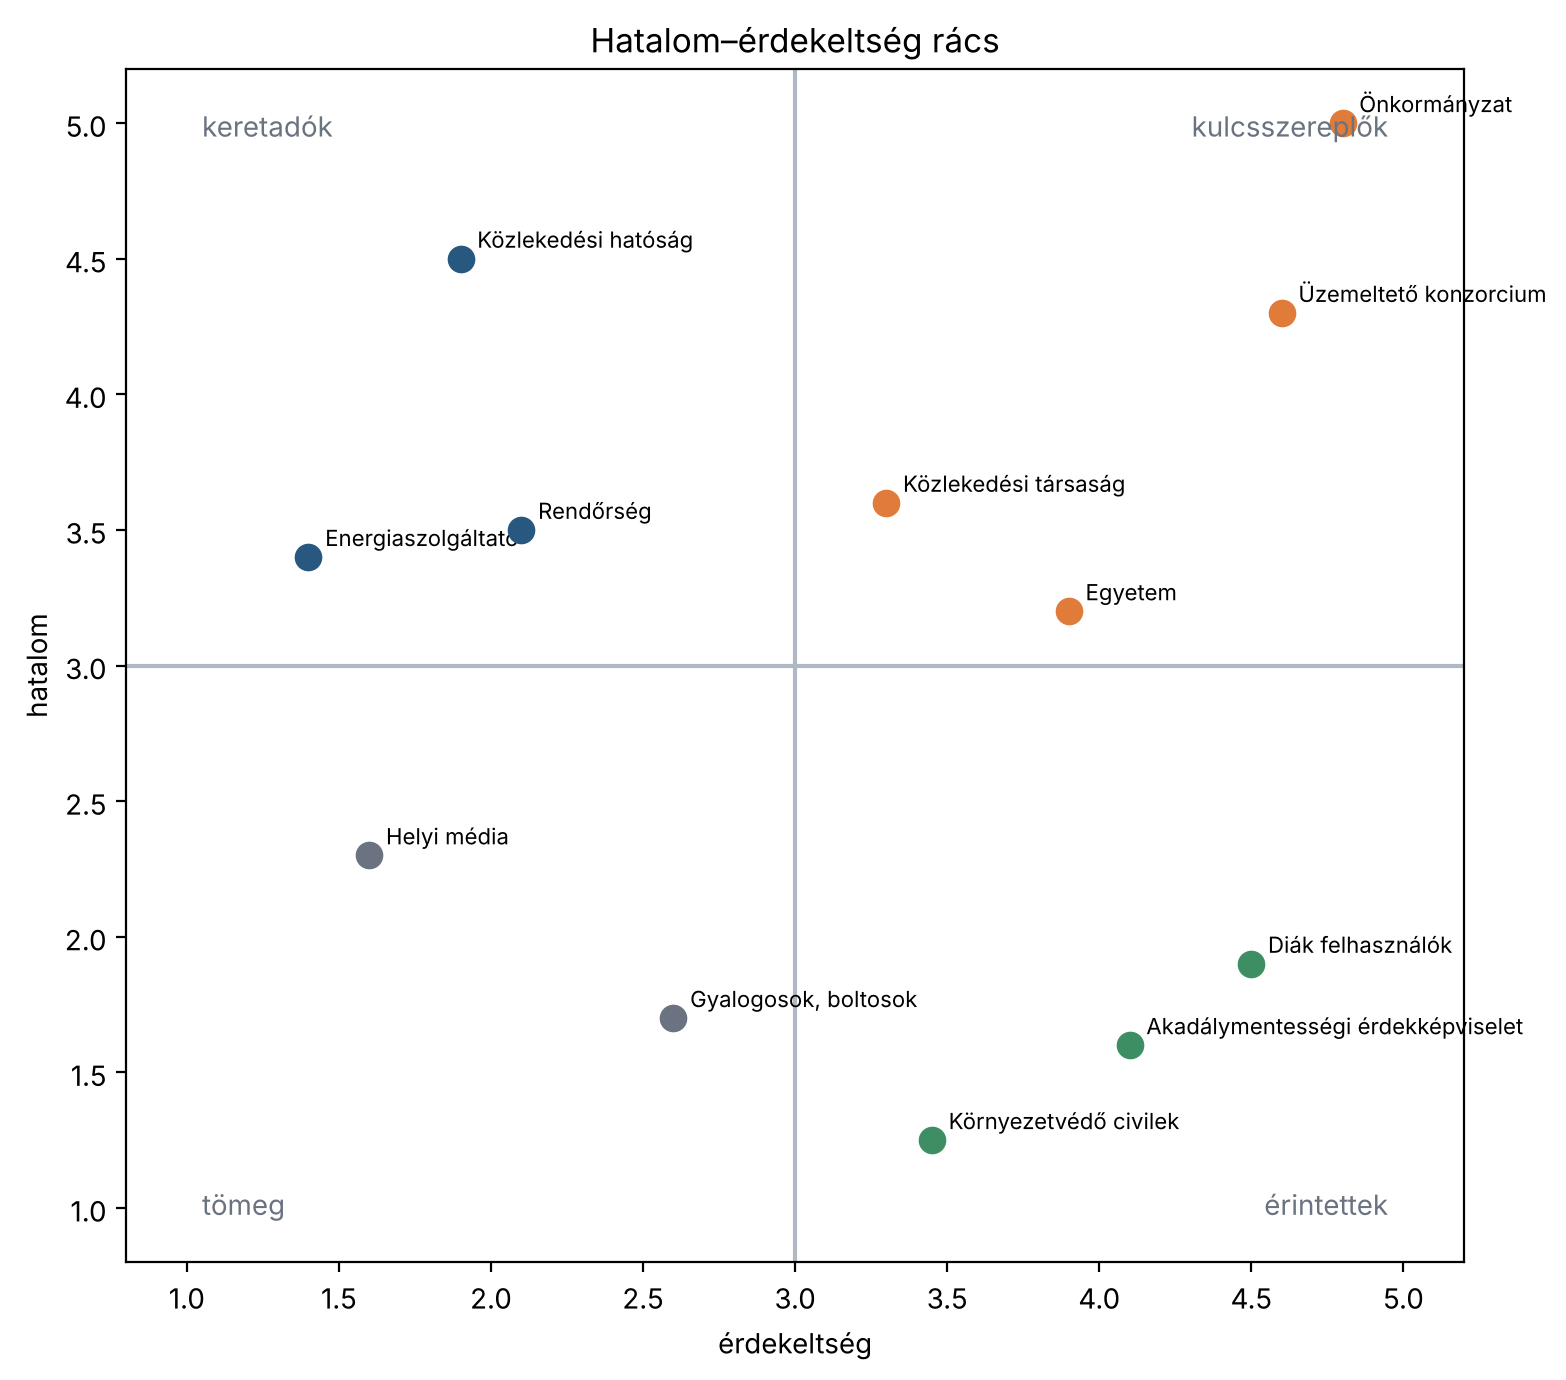 Hatalom–érdekeltség rács
Önkormányzat
keretadók
kulcsszereplők
5.0
Közlekedési hatóság
4.5
Üzemeltető konzorcium
4.0
Közlekedési társaság
Rendőrség
3.5
Energiaszolgáltató
Egyetem
hatalom
3.0
2.5
Helyi média
2.0
Diák felhasználók
Gyalogosok, boltosok
Akadálymentességi érdekképviselet
1.5
Környezetvédő civilek
1.0
tömeg
érintettek
1.0 1.5 2.0 2.5 3.0 3.5 4.0 4.5 5.0
érdekeltség